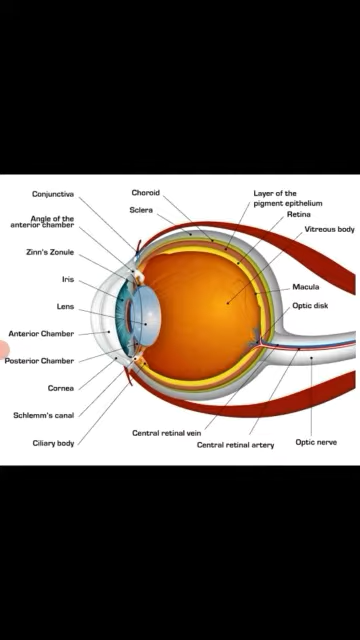 Conjunctiva
Angle of the
anterior chamber
Zinn's Zonule
Iris
Lens
Anterior Chamber
Posterior Chamber
Cornea
Schlemm's canal
Ciliary body
Choroid
Sclera
Layer of the
pigment epithelium
Retina
Vitreous body
Macula
Optic disk
Central retinal vein
Central retinal artery
Optic nerve